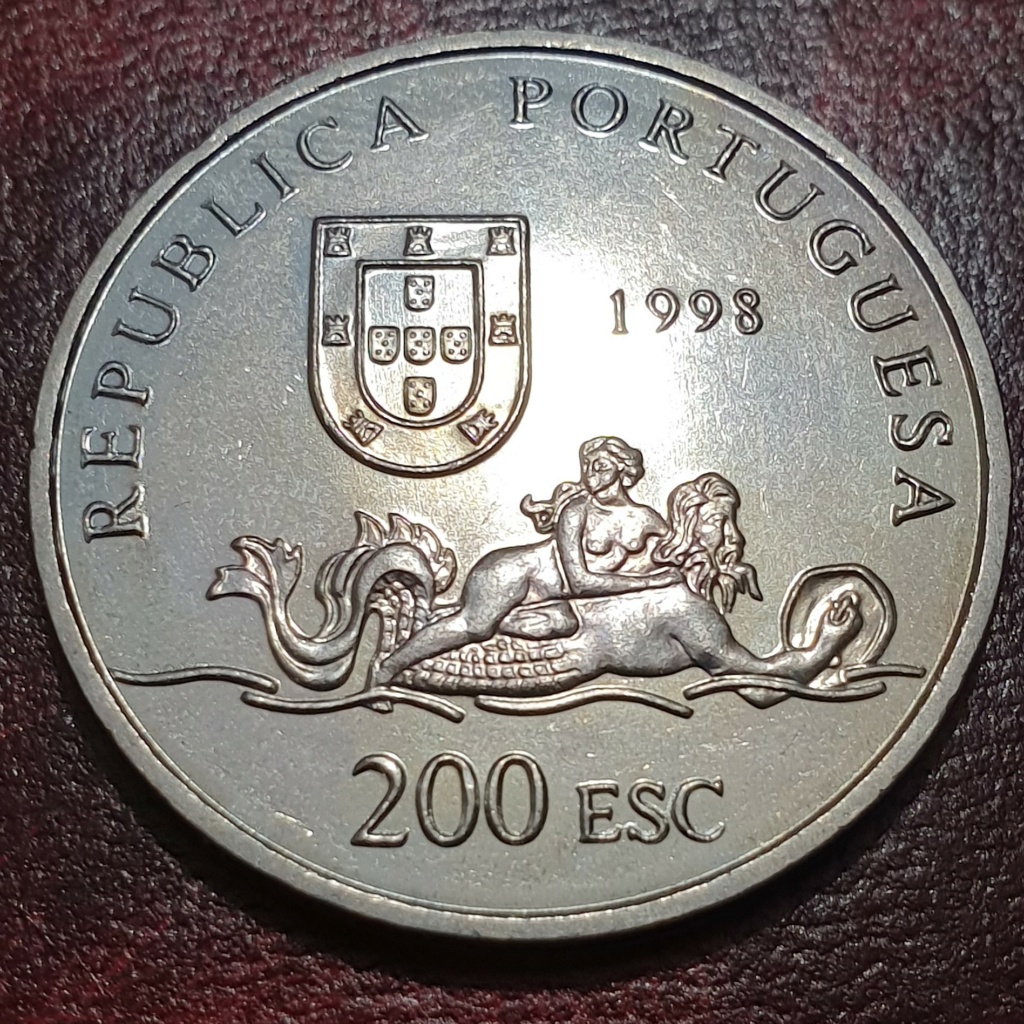 REPUBLICA PORTUGUESA
1998
200 ESC